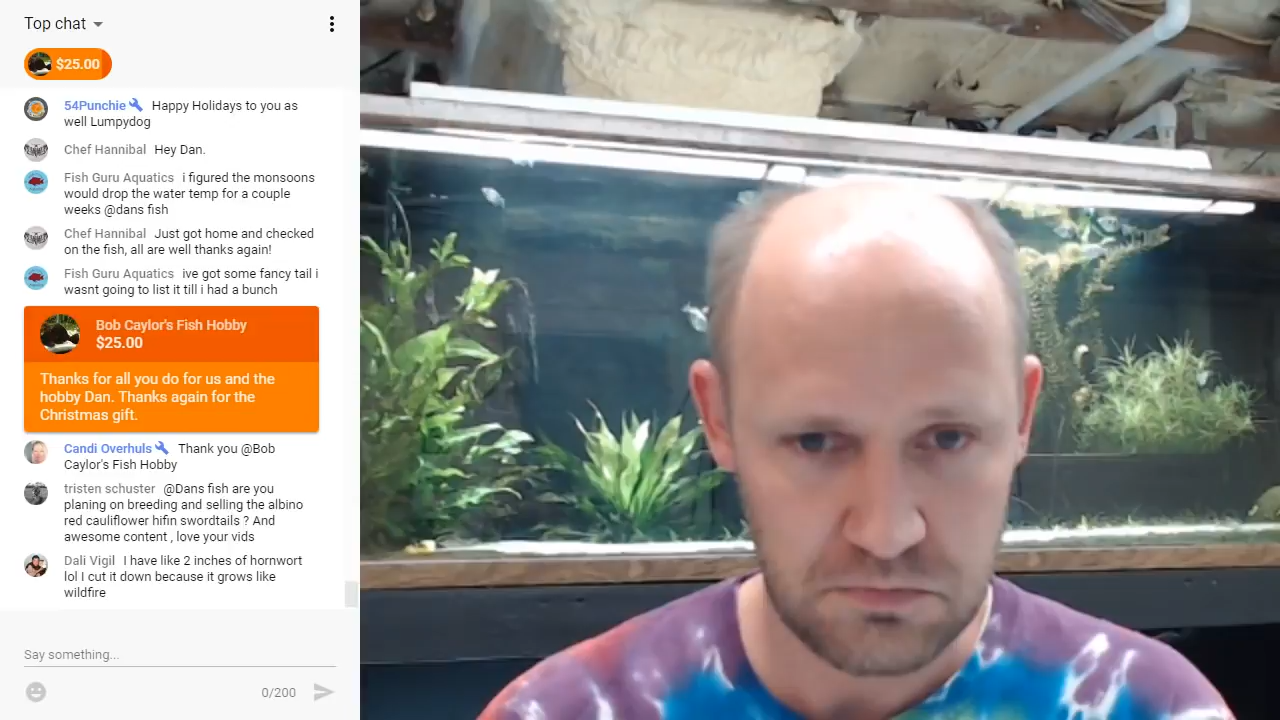 Top chat
$25.00
54Punchie Happy Holidays to you as
well Lumpydog
Chef Hannibal Hey Dan.
Fish Guru Aquatics i figured the monsoons
would drop the water temp for a couple
weeks @dans fish
Chef Hannibal Just got home and checked
on the fish, all are well thanks again!
Fish Guru Aquatics ive got some fancy tail i
wasnt going to list it till i had a bunch
Bob Caylor's Fish Hobby
$25.00
Thanks for all you do for us and the
hobby Dan. Thanks again for the
Christmas gift.
Candi Overhuls Thank you @Bob
Caylor's Fish Hobby
tristen schuster @Dans fish are you
planing on breeding and selling the albino
red cauliflower hifin swordtails ? And
awesome content , love your vids
Dali Vigil I have like 2 inches of hornwort
lol I cut it down because it grows like
wildfire
Say something...
0/200